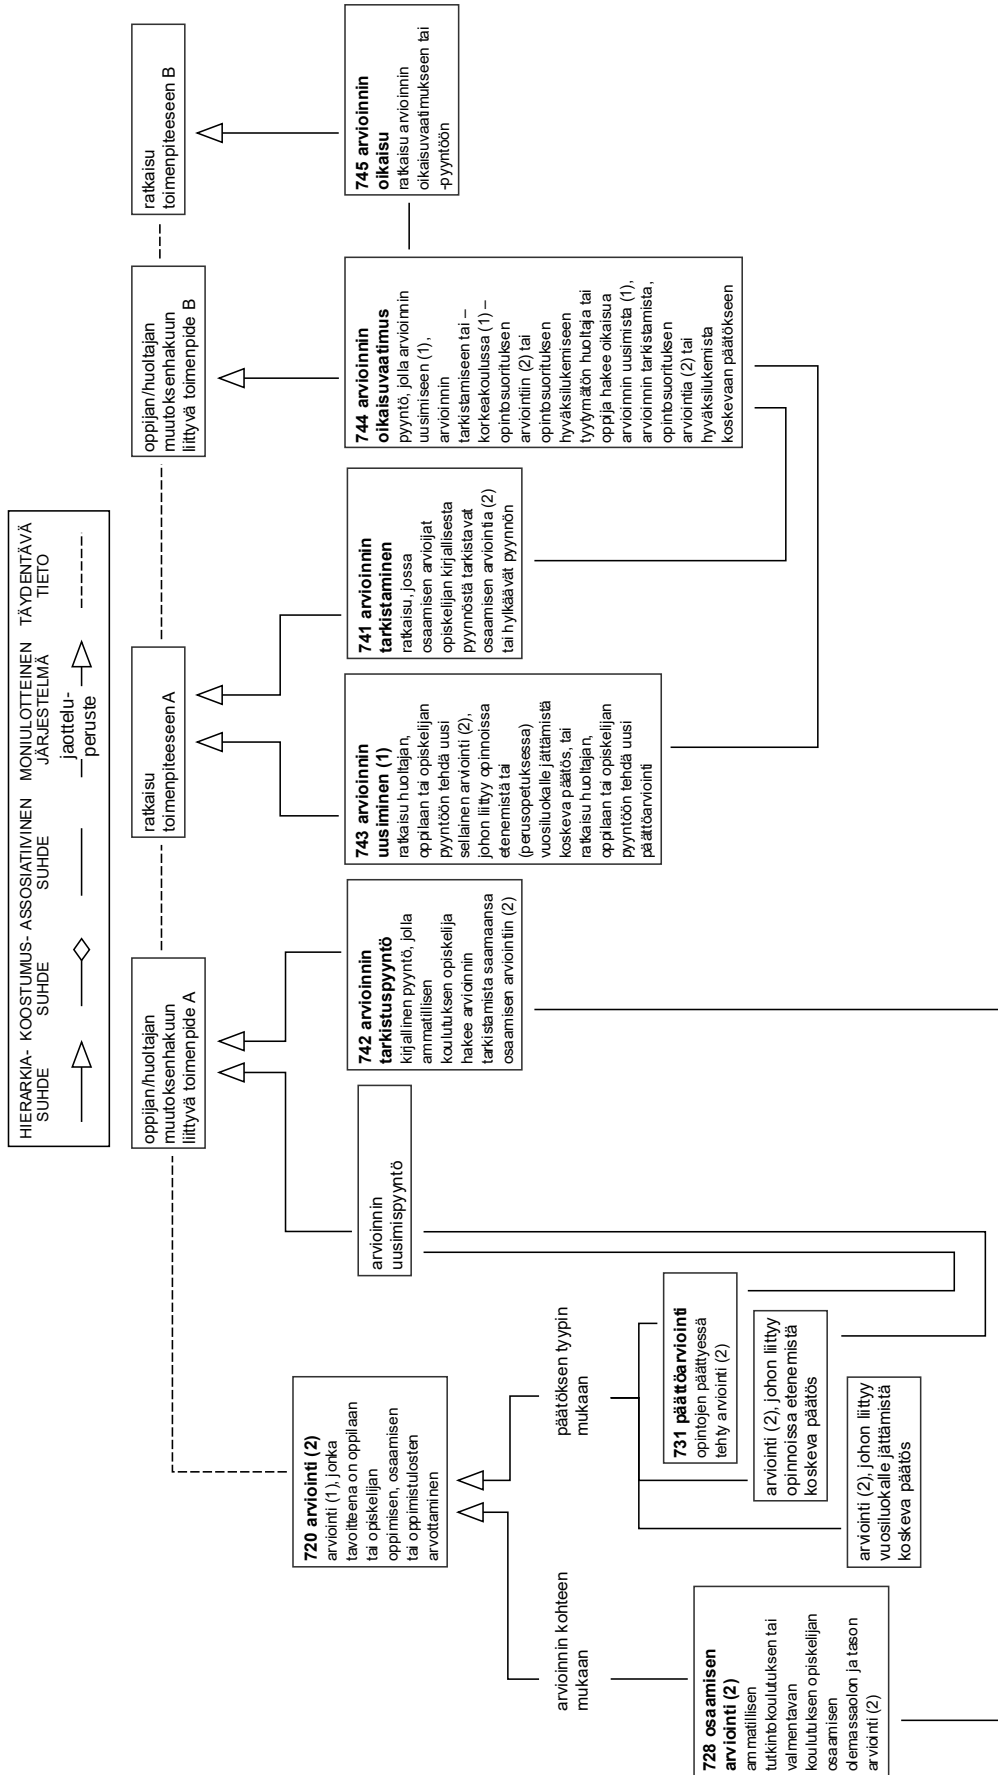 HIERARKIA-
SUHDE
KOOSTUMUS-
SUHDE
ASSOSIATIIVINEN
SUHDE
MONIULOTTEINEN
JÄRJESTELMÄ
jaottelu-
peruste
TÄYDENTÄVÄ
TIETO
oppijan/huoltajan
muutoksenhakuun
liittyvä toimenpide A
ratkaisu
toimenpiteeseen A
oppijan/huoltajan
muutoksenhakuun
liittyvä toimenpide B
ratkaisu
toimenpiteeseen B
720 arviointi (2)
arviointi (1), jonka
tavoitteena on oppilaan
tai opiskelijan
oppimisen, osaamisen
tai oppimistulosten
arvottaminen
arvioinnin
uusimispyyntö
742 arvioinnin
tarkistuspyyntö
kirjallinen pyyntö, jolla
ammatillisen
koulutuksen opiskelija
hakee arvioinnin
tarkistamista saamaansa
osaamisen arviointiin (2)
743 arvioinnin
uusiminen (1)
ratkaisu huoltajan,
oppilaan tai opiskelijan
pyyntöön tehdä uusi
sellainen arviointi (2),
johon liittyy opinnoissa
etenemistä tai
(perusopetuksessa)
vuosiluokalle jättämistä
koskeva päätös, tai
ratkaisu huoltajan,
oppilaan tai opiskelijan
pyyntöön tehdä uusi
päättöarviointi
741 arvioinnin
tarkistaminen
ratkaisu, jossa
osaamisen arvioijat
opiskelijan kirjallisesta
pyynnöstä tarkistavat
osaamisen arviointia (2)
tai hylkäävät pyynnön
744 arvioinnin
oikaisuvaatimus
pyyntö, jolla arvioinnin
uusimiseen (1),
arvioinnin
tarkistamiseen tai –
korkeakoulussa (1) –
opintosuorituksen
arviointiin (2) tai
opintosuorituksen
hyväksilukemiseen
tyytymätön huoltaja tai
oppija hakee oikaisua
arvioinnin uusimista (1),
arvioinnin tarkistamista,
opintosuorituksen
arviointia (2) tai
hyväksilukemista
koskevaan päätökseen
745 arvioinnin
oikaisu
ratkaisu arvioinnin
oikaisuvaatimukseen tai
-pyyntöön
arvioinnin kohteen
mukaan
päätöksen tyypin
mukaan
728 osaamisen
arviointi (2)
ammatillisen
tutkintokoulutuksen tai
valmentavan
koulutuksen opiskelijan
osaamisen
olemassaolon ja tason
arviointi (2)
731 päättöarviointi
opintojen päättyessä
tehty arviointi (2)
arviointi (2), johon liittyy
opinnoissa etenemistä
koskeva päätös
arviointi (2), johon liittyy
vuosiluokalle jättämistä
koskeva päätös